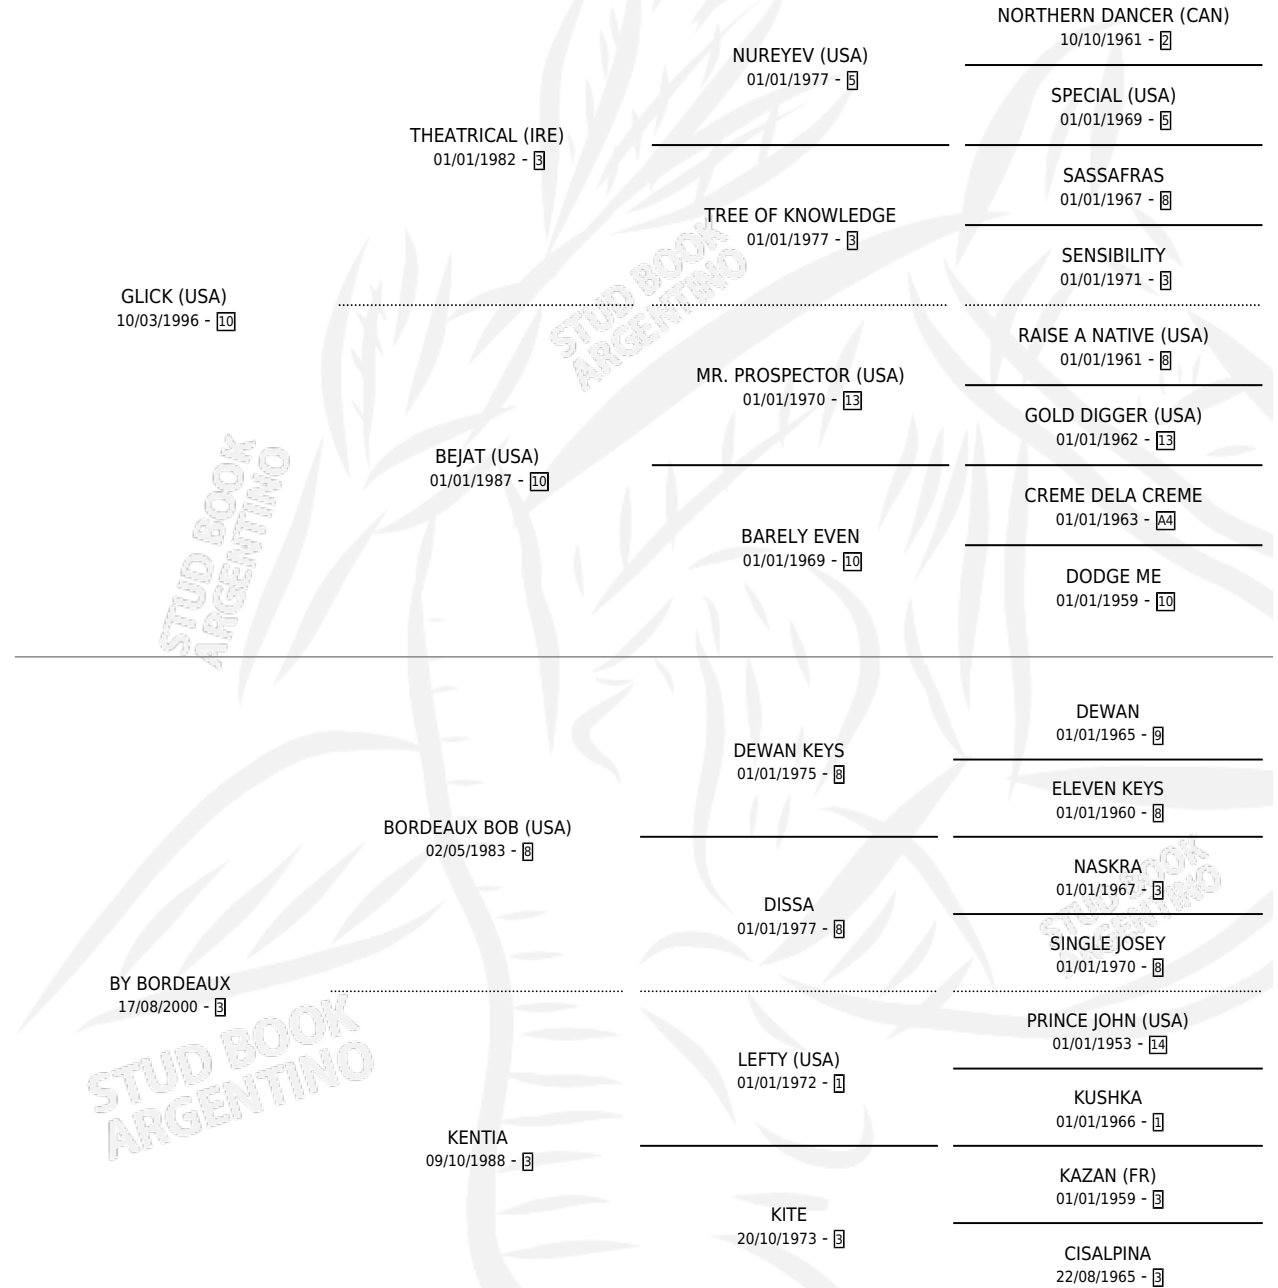 NORTHERN DANCER (CAN)
10/10/1961 - 2
NUREYEV (USA)
01/01/1977 - 5
SPECIAL (USA)
01/01/1969 - 5
THEATRICAL (IRE)
01/01/1982 - 3
SASSAFRAS
01/01/1967 - 8
TREE OF KNOWLEDGE
01/01/1977 - 3
SENSIBILITY
01/01/1971 - 3
GLICK (USA)
10/03/1996 - 10
STUD BOOK
ARGENTINO
RAISE A NATIVE (USA)
01/01/1961 - 8
MR. PROSPECTOR (USA)
01/01/1970 - 13
GOLD DIGGER (USA)
01/01/1962 - 13
BEJAT (USA)
01/01/1987 - 10
CREME DELA CREME
01/01/1963 - A4
BARELY EVEN
01/01/1969 - 10
DODGE ME
01/01/1959 - 10
STUD BOOK
ARGENTINO
DEWAN
01/01/1965 - 9
DEWAN KEYS
01/01/1975 - 8
ELEVEN KEYS
01/01/1960 - 8
BORDEAUX BOB (USA)
02/05/1983 - 8
NASKRA
01/01/1967 - 3
DISSA
01/01/1977 - 8
STUD BOOK
ARGENTINO
SINGLE JOSEY
01/01/1970 - 8
BY BORDEAUX
17/08/2000 - 3
PRINCE JOHN (USA)
01/01/1953 - 14
LEFTY (USA)
01/01/1972 - 1
STUD BOOK
ARGENTINO
KUSHKA
01/01/1966 - 1
KENTIA
09/10/1988 - 3
KAZAN (FR)
01/01/1959 - 3
KITE
20/10/1973 - 3
CISALPINA
22/08/1965 - 3